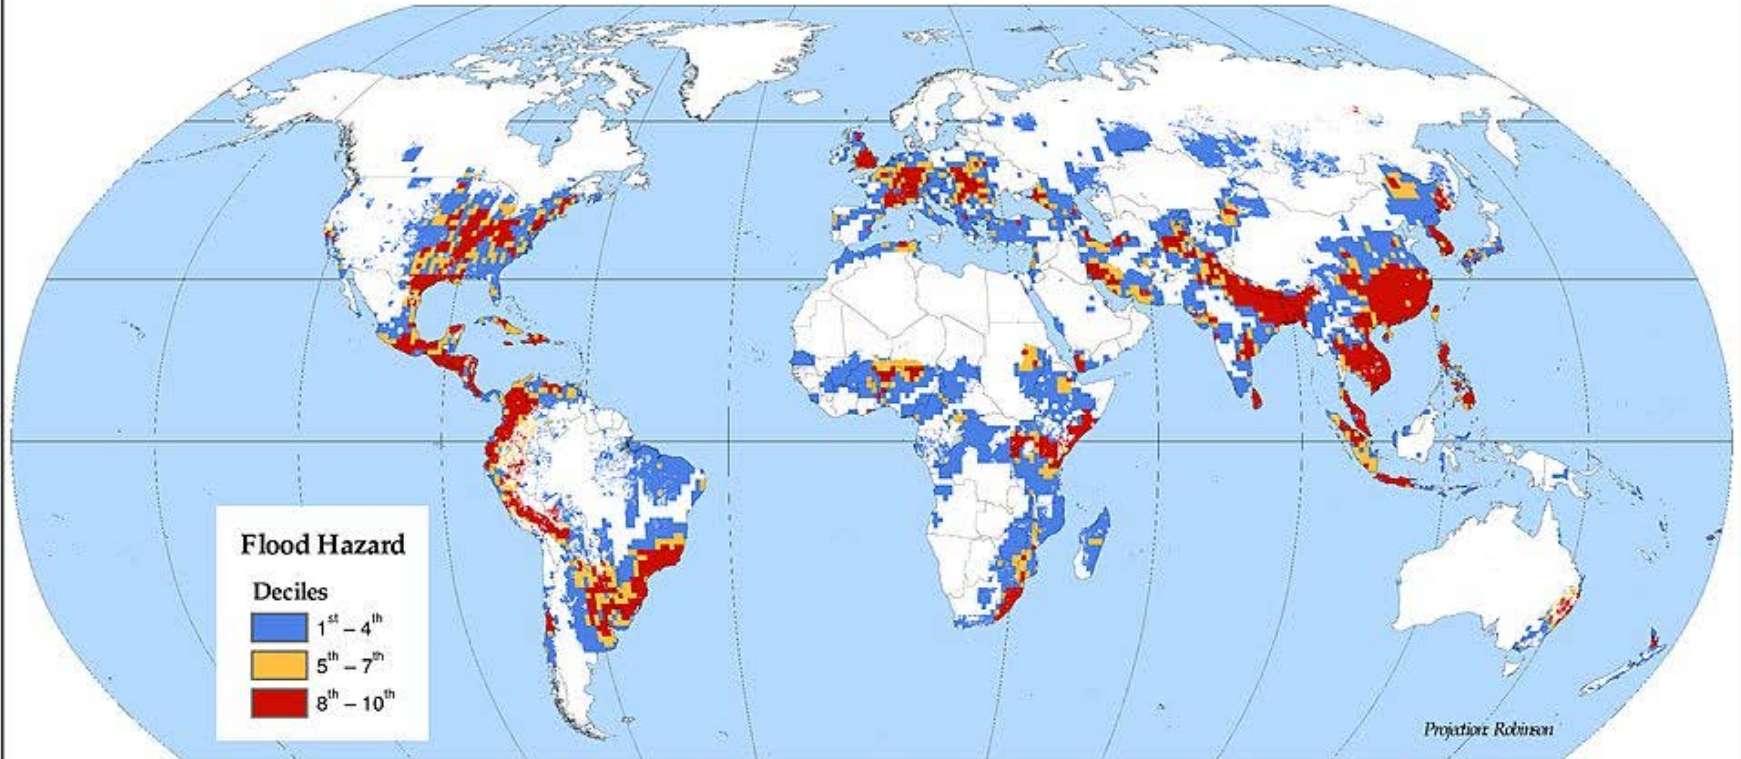 Flood Hazard
Deciles
1st – 4th
5th – 7th
8th – 10th
Projection: Robinson